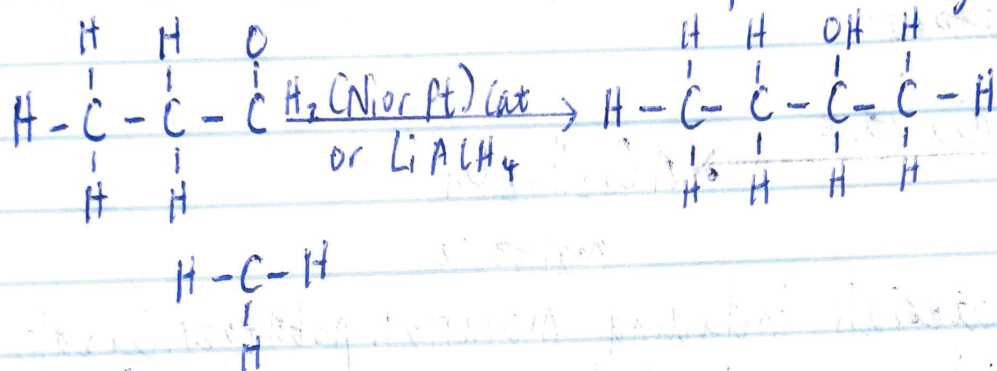 H H O H H OH H
H - C - C - C H₂ (Ni or Pt) Cat → H - C - C - C - C - H
or LiAlH₄
H H H H H H
H - C - H
H